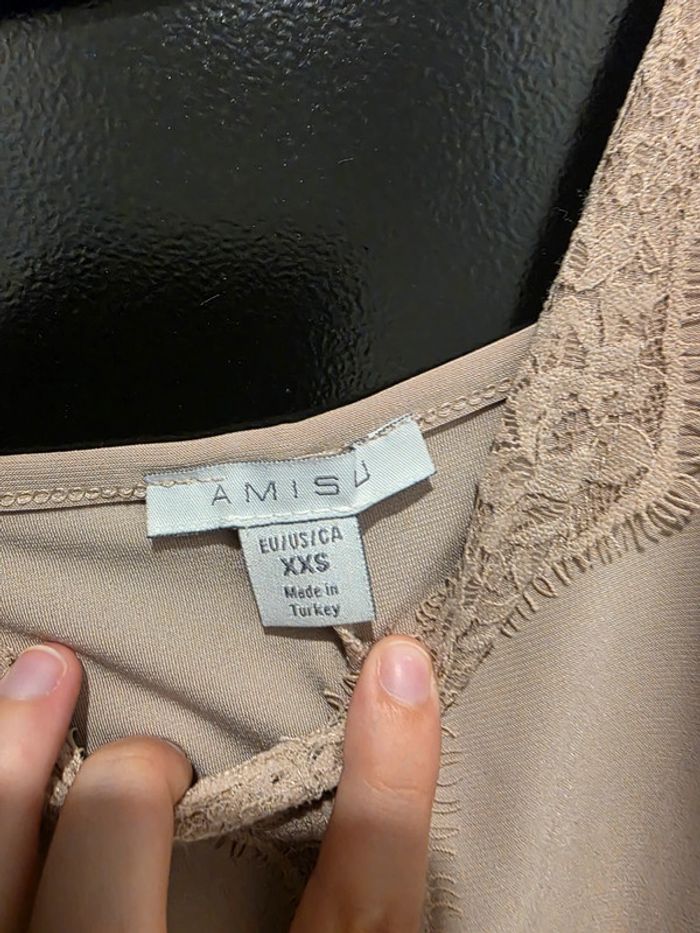 AMISU
EU/US/CA
XXS
Made in
Turkey